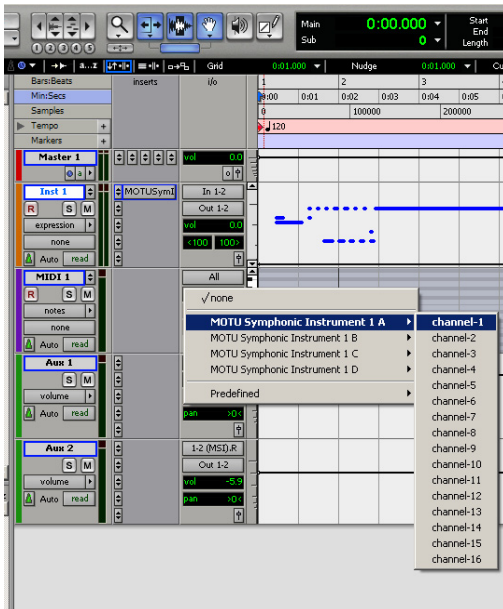 Main 0:00.000 Start
Sub 0 End
Length
1 2 3 4 5
a...z Grid 0:01.000 Nudge 0:01.000 Cu
Bars:Beats inserts i/o 1 2 3
Min:Secs 0:00 0:01 0:02 0:03 0:04 0:05
Samples 0 100000 200000
Tempo + 120
Markers +
Master 1 vol 0.0
a
Inst 1 MOTUSymI In 1-2
R S M Out 1-2
expression vol 0.0
none <100 100>
Auto read
MIDI 1 All
R S M
notes
none
Auto read
none
MOTU Symphonic Instrument 1 A
MOTU Symphonic Instrument 1 B
MOTU Symphonic Instrument 1 C
MOTU Symphonic Instrument 1 D
Predefined
channel-1
channel-2
channel-3
channel-4
channel-5
channel-6
channel-7
channel-8
channel-9
channel-10
channel-11
channel-12
channel-13
channel-14
channel-15
channel-16
Aux 1
S M
volume
Auto read pan >0<
Aux 2 1-2 (MSI).R
S M Out 1-2
volume vol -5.9
Auto read pan >0<